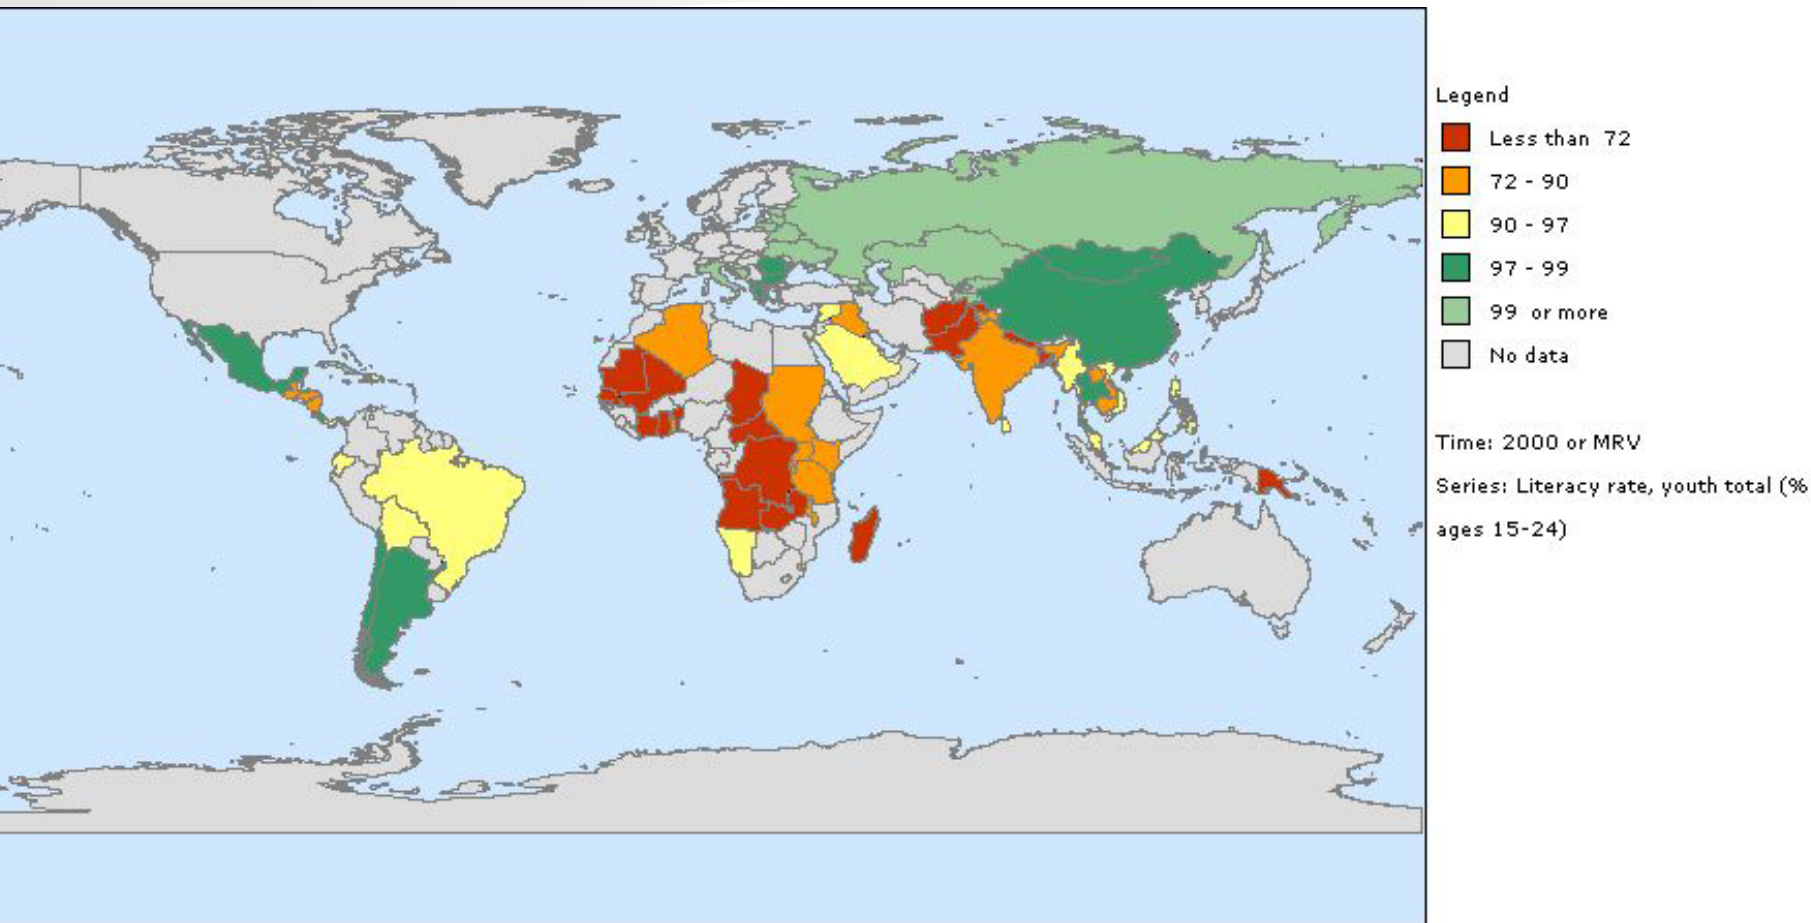 Legend
Less than 72
72 - 90
90 - 97
97 - 99
99 or more
No data
Time: 2000 or MRV
Series: Literacy rate, youth total (%
ages 15-24)